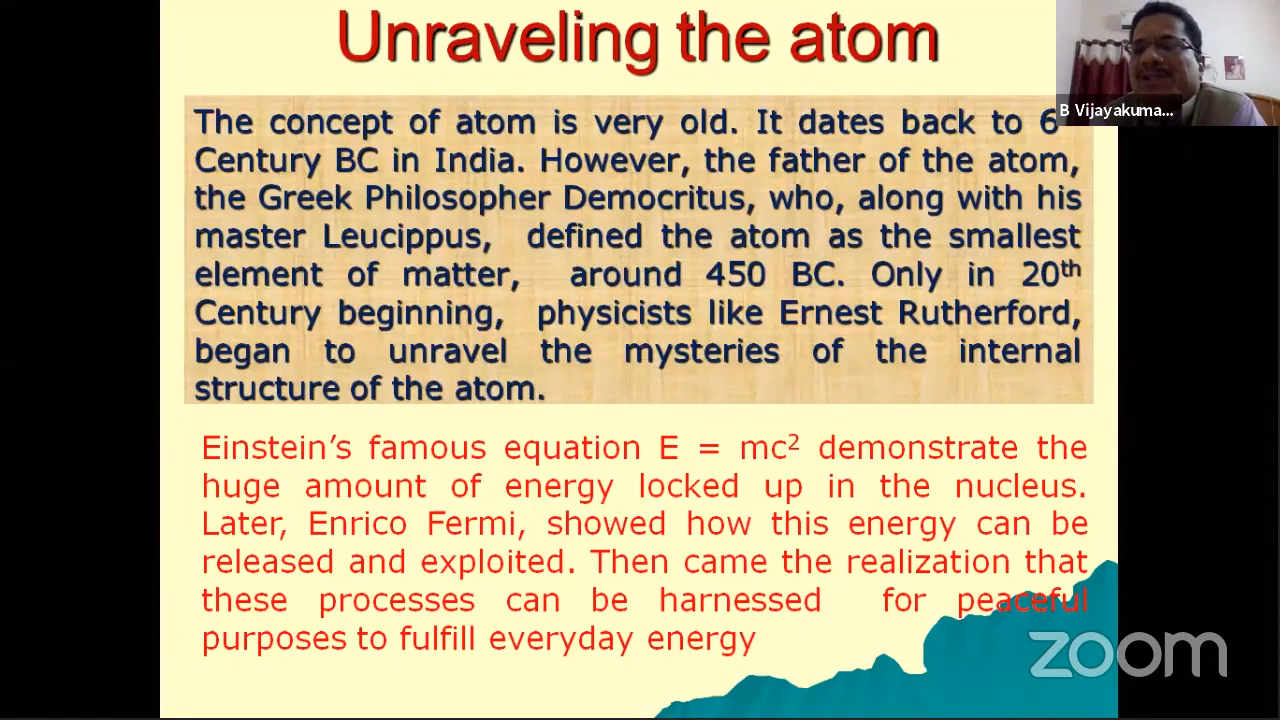 Unraveling the atom
B Vijayakuma...
The concept of atom is very old. It dates back to 6
Century BC in India. However, the father of the atom,
the Greek Philosopher Democritus, who, along with his
master Leucippus, defined the atom as the smallest
element of matter, around 450 BC. Only in 20th
Century beginning, physicists like Ernest Rutherford,
began to unravel the mysteries of the internal
structure of the atom.
Einstein’s famous equation E = mc² demonstrate the
huge amount of energy locked up in the nucleus.
Later, Enrico Fermi, showed how this energy can be
released and exploited. Then came the realization that
these processes can be harnessed for peaceful
purposes to fulfill everyday energy
zoom